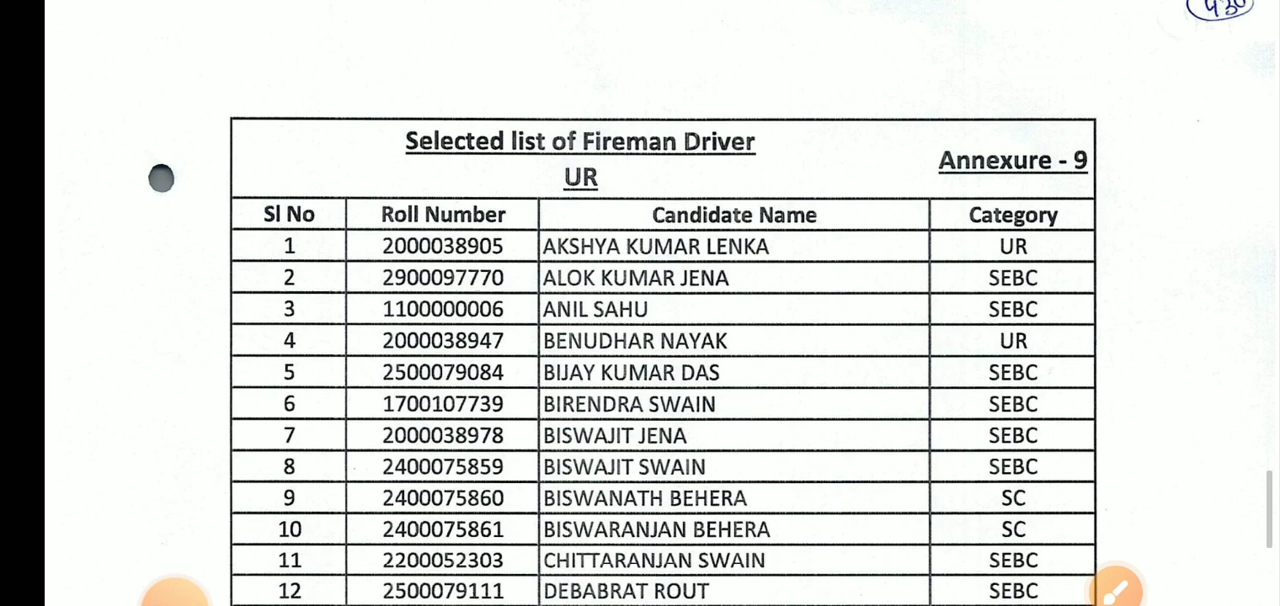 Selected list of Fireman Driver
UR
Annexure - 9
Sl No Roll Number Candidate Name Category
1 2000038905 AKSHYA KUMAR LENKA UR
2 2900097770 ALOK KUMAR JENA SEBC
3 1100000006 ANIL SAHU SEBC
4 2000038947 BENUDHAR NAYAK UR
5 2500079084 BIJAY KUMAR DAS SEBC
6 1700107739 BIRENDRA SWAIN SEBC
7 2000038978 BISWAJIT JENA SEBC
8 2400075859 BISWAJIT SWAIN SEBC
9 2400075860 BISWANATH BEHERA SC
10 2400075861 BISWARANJAN BEHERA SC
11 2200052303 CHITTARANJAN SWAIN SEBC
12 2500079111 DEBABRAT ROUT SEBC